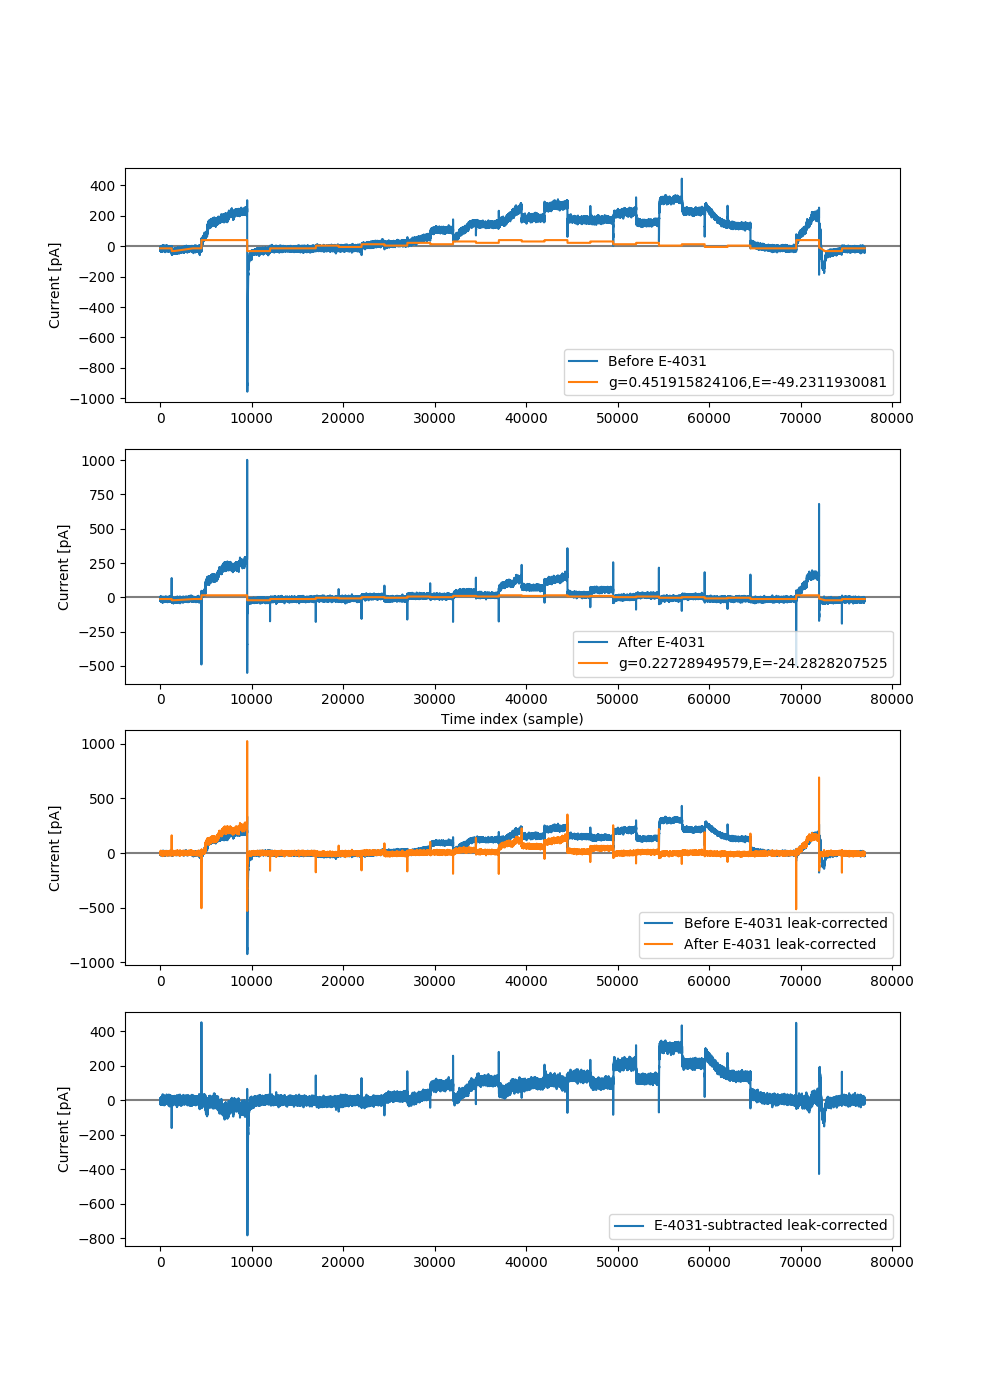 400
200
0
−200
−400
−600
−800
−1000
Current [pA]
Before E-4031
g=0.451915824106,E=-49.2311930081
0 10000 20000 30000 40000 50000 60000 70000 80000
1000
750
500
250
0
−250
−500
Current [pA]
After E-4031
g=0.22728949579,E=-24.2828207525
0 10000 20000 30000 40000 50000 60000 70000 80000
Time index (sample)
1000
500
0
−500
−1000
Current [pA]
Before E-4031 leak-corrected
After E-4031 leak-corrected
0 10000 20000 30000 40000 50000 60000 70000 80000
400
200
0
−200
−400
−600
−800
Current [pA]
E-4031-subtracted leak-corrected
0 10000 20000 30000 40000 50000 60000 70000 80000